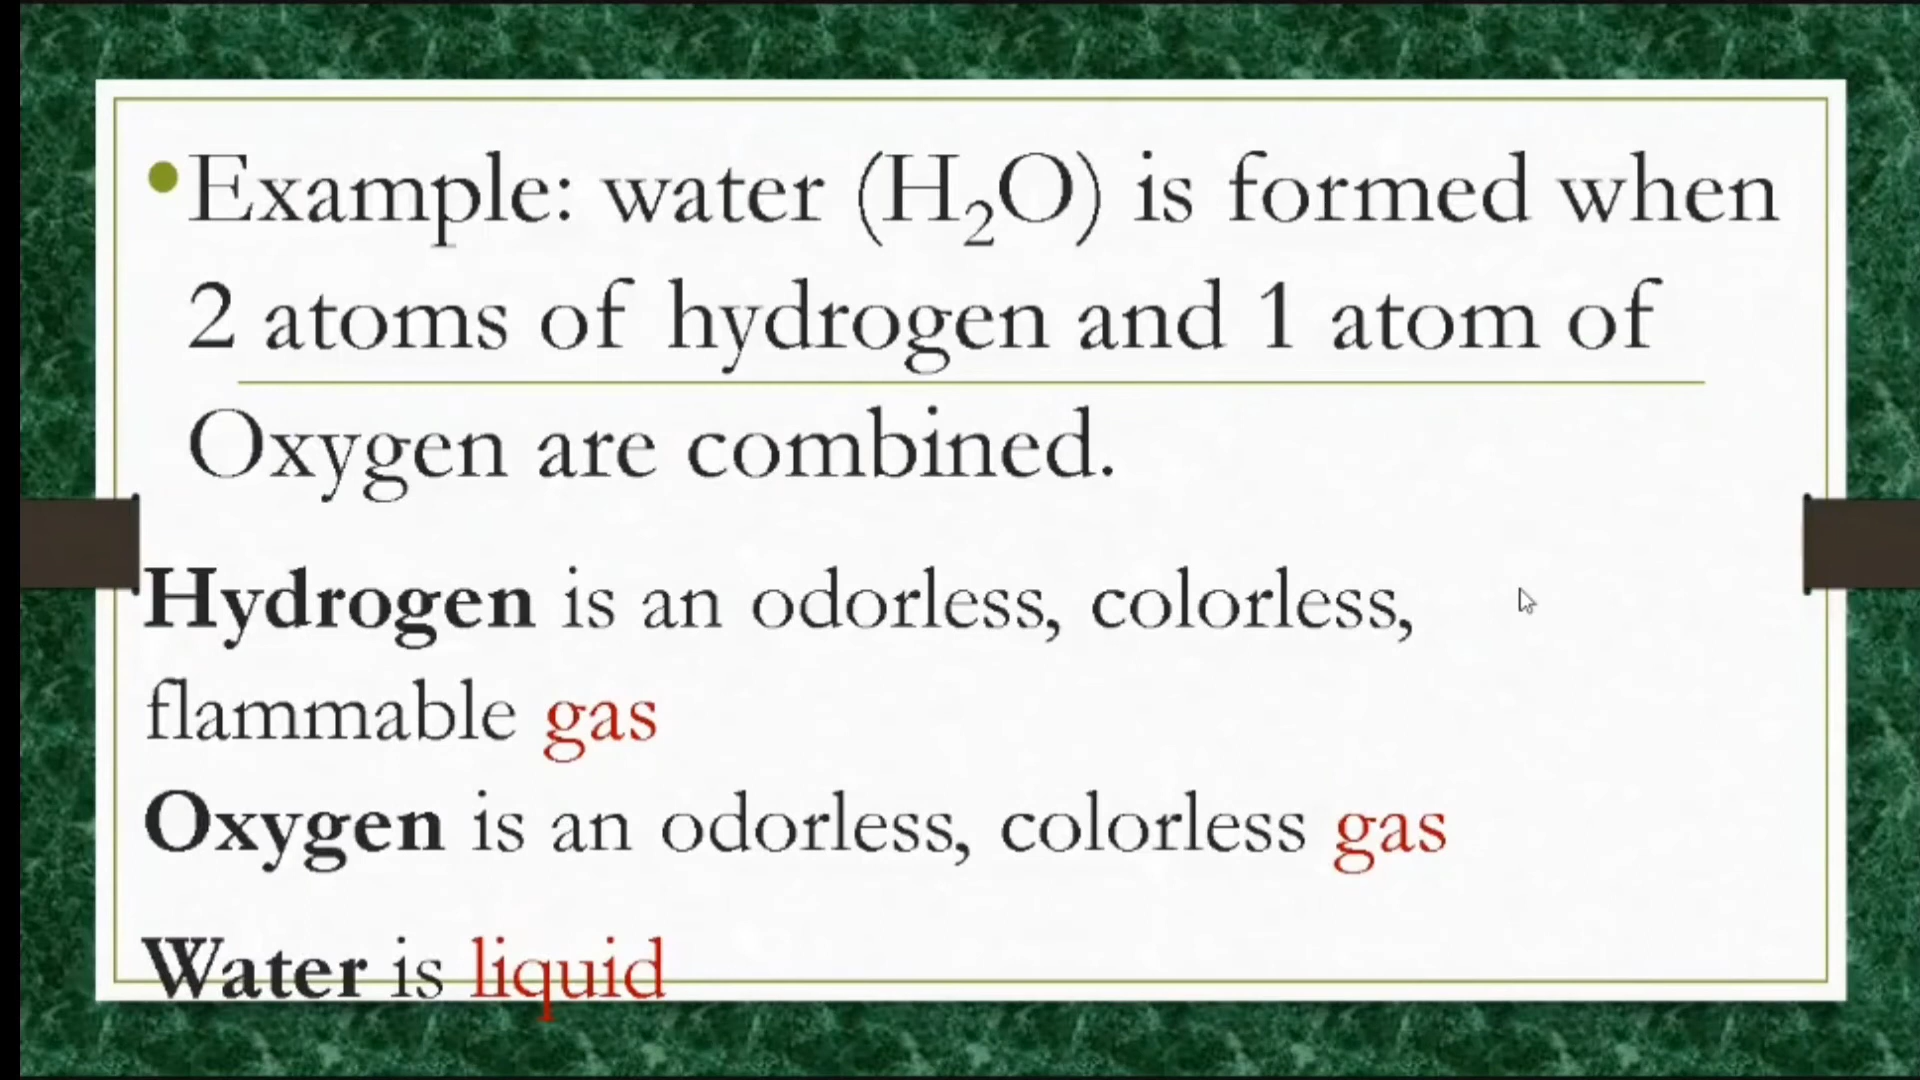 •Example: water (H₂O) is formed when
2 atoms of hydrogen and 1 atom of
Oxygen are combined.
Hydrogen is an odorless, colorless,
flammable gas
Oxygen is an odorless, colorless gas
Water is liquid